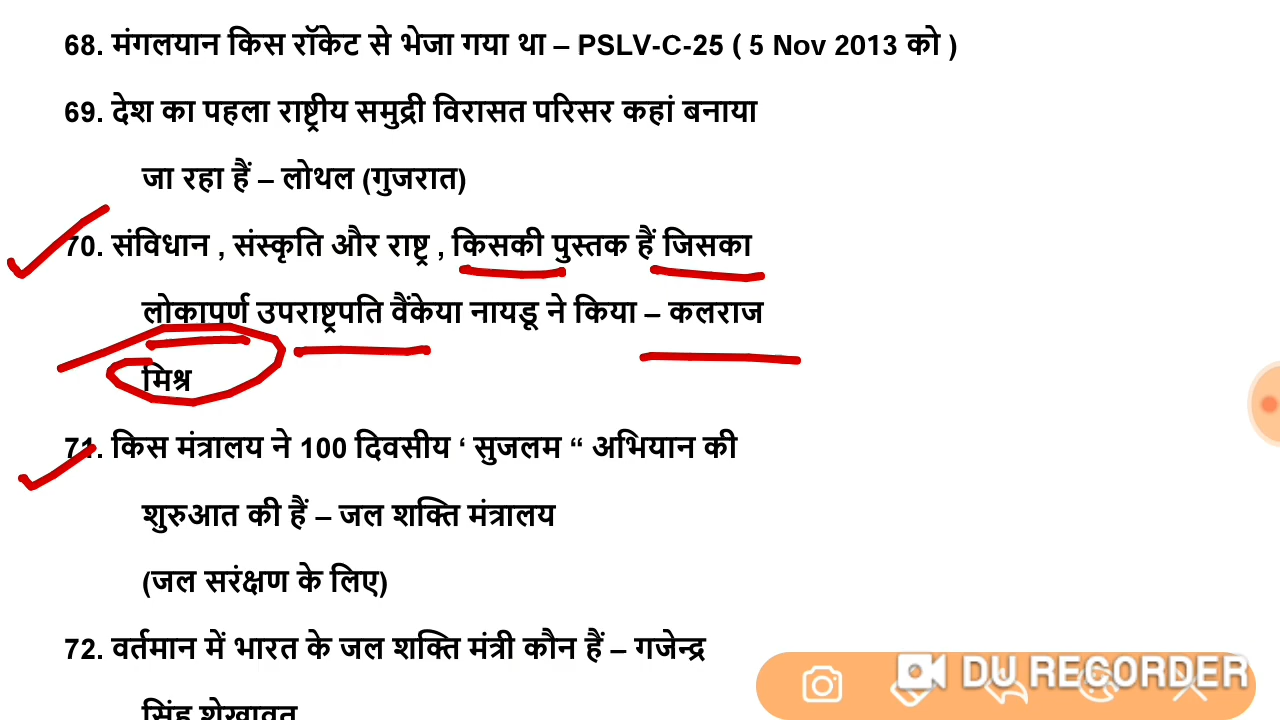 68. मंगलयान किस रॉकेट से भेजा गया था – PSLV-C-25 ( 5 Nov 2013 को )
69. देश का पहला राष्ट्रीय समुद्री विरासत परिसर कहां बनाया
जा रहा हैं – लोथल (गुजरात)
70. संविधान , संस्कृति और राष्ट्र , किसकी पुस्तक हैं जिसका
लोकापर्ण उपराष्ट्रपति वैंकेया नायडू ने किया – कलराज
मिश्र
71. किस मंत्रालय ने 100 दिवसीय ‘ सुजलम “ अभियान की
शुरुआत की हैं – जल शक्ति मंत्रालय
(जल सरंक्षण के लिए)
72. वर्तमान में भारत के जल शक्ति मंत्री कौन हैं – गजेन्द्र
सिंह शेखावत
DU RECORDER